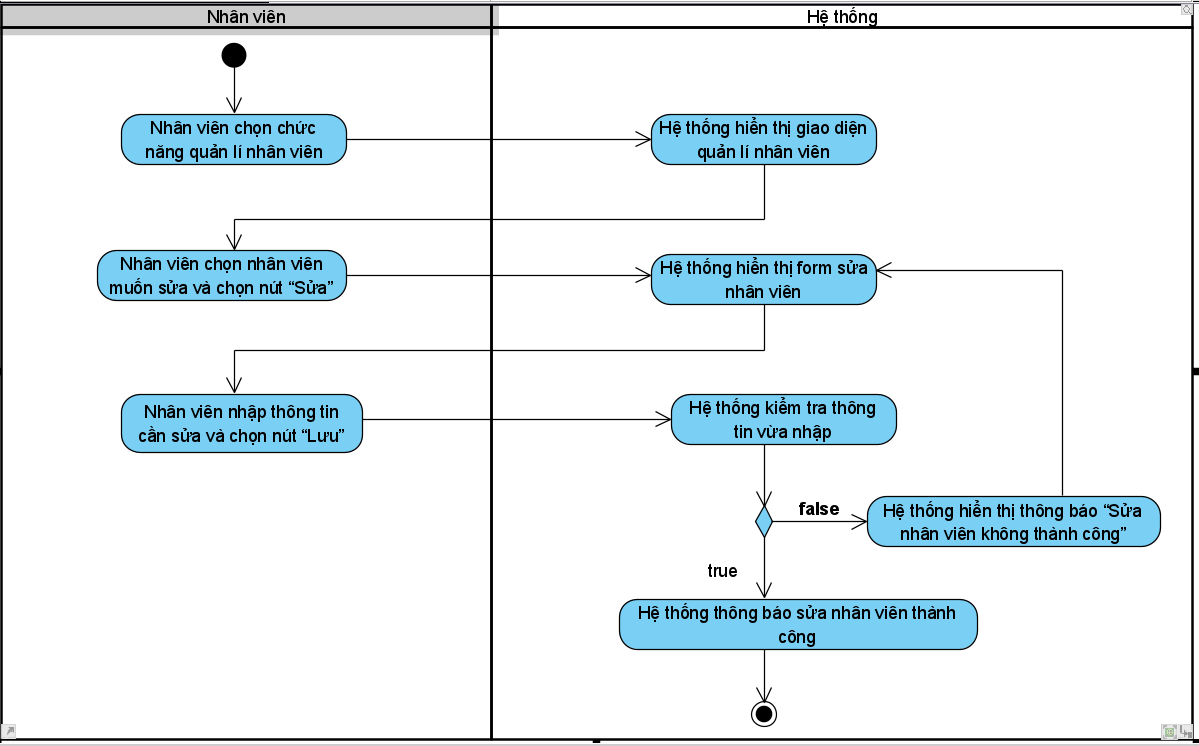 Nhân viên
Hệ thống
Nhân viên chọn chức
năng quản lí nhân viên
Hệ thống hiển thị giao diện
quản lí nhân viên
Nhân viên chọn nhân viên
muốn sửa và chọn nút “Sửa”
Hệ thống hiển thị form sửa
nhân viên
Nhân viên nhập thông tin
cần sửa và chọn nút “Lưu”
Hệ thống kiểm tra thông
tin vừa nhập
false
Hệ thống hiển thị thông báo “Sửa
nhân viên không thành công”
true
Hệ thống thông báo sửa nhân viên thành
công